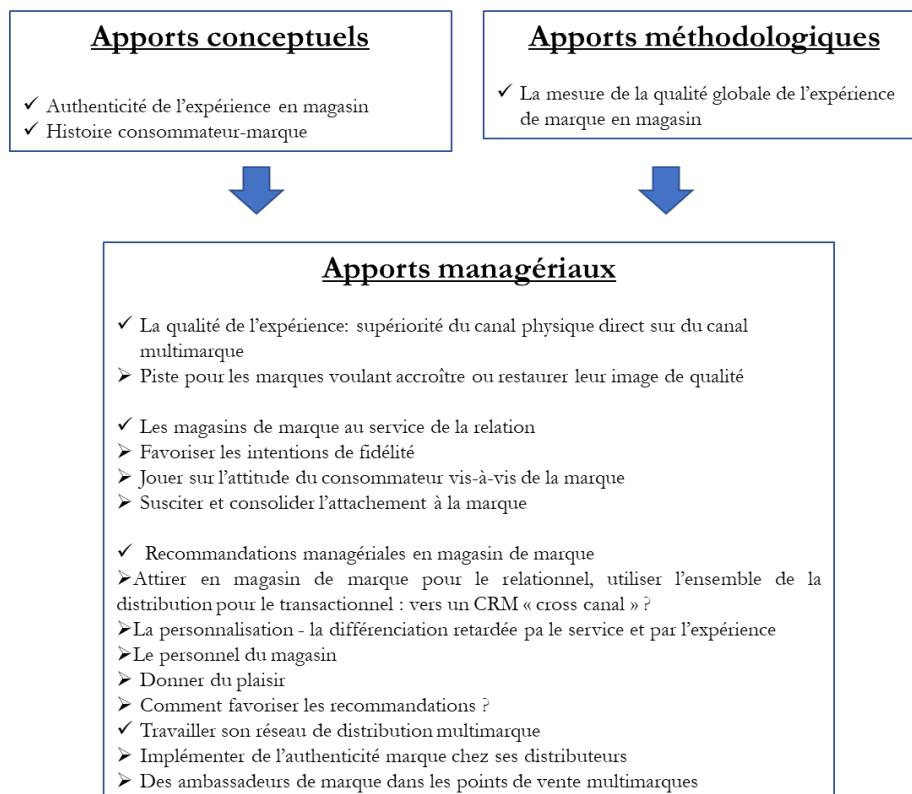 Apports conceptuels
✓ Authenticité de l'expérience en magasin
✓ Histoire consommateur-marque
Apports méthodologiques
✓ La mesure de la qualité globale de l'expérience
de marque en magasin
Apports managériaux
✓ La qualité de l'expérience: supériorité du canal physique direct sur du canal
multimarque
➢ Piste pour les marques voulant accroître ou restaurer leur image de qualité
✓ Les magasins de marque au service de la relation
➢ Favoriser les intentions de fidélité
➢ Jouer sur l'attitude du consommateur vis-à-vis de la marque
➢ Susciter et consolider l'attachement à la marque
✓ Recommandations managériales en magasin de marque
➢Attirer en magasin de marque pour le relationnel, utiliser l'ensemble de la
distribution pour le transactionnel : vers un CRM « cross canal » ?
➢La personnalisation - la différenciation retardée pa le service et par l'expérience
➢Le personnel du magasin
➢ Donner du plaisir
➢ Comment favoriser les recommandations ?
✓ Travailler son réseau de distribution multimarque
➢ Implémenter de l'authenticité marque chez ses distributeurs
➢ Des ambassadeurs de marque dans les points de vente multimarques